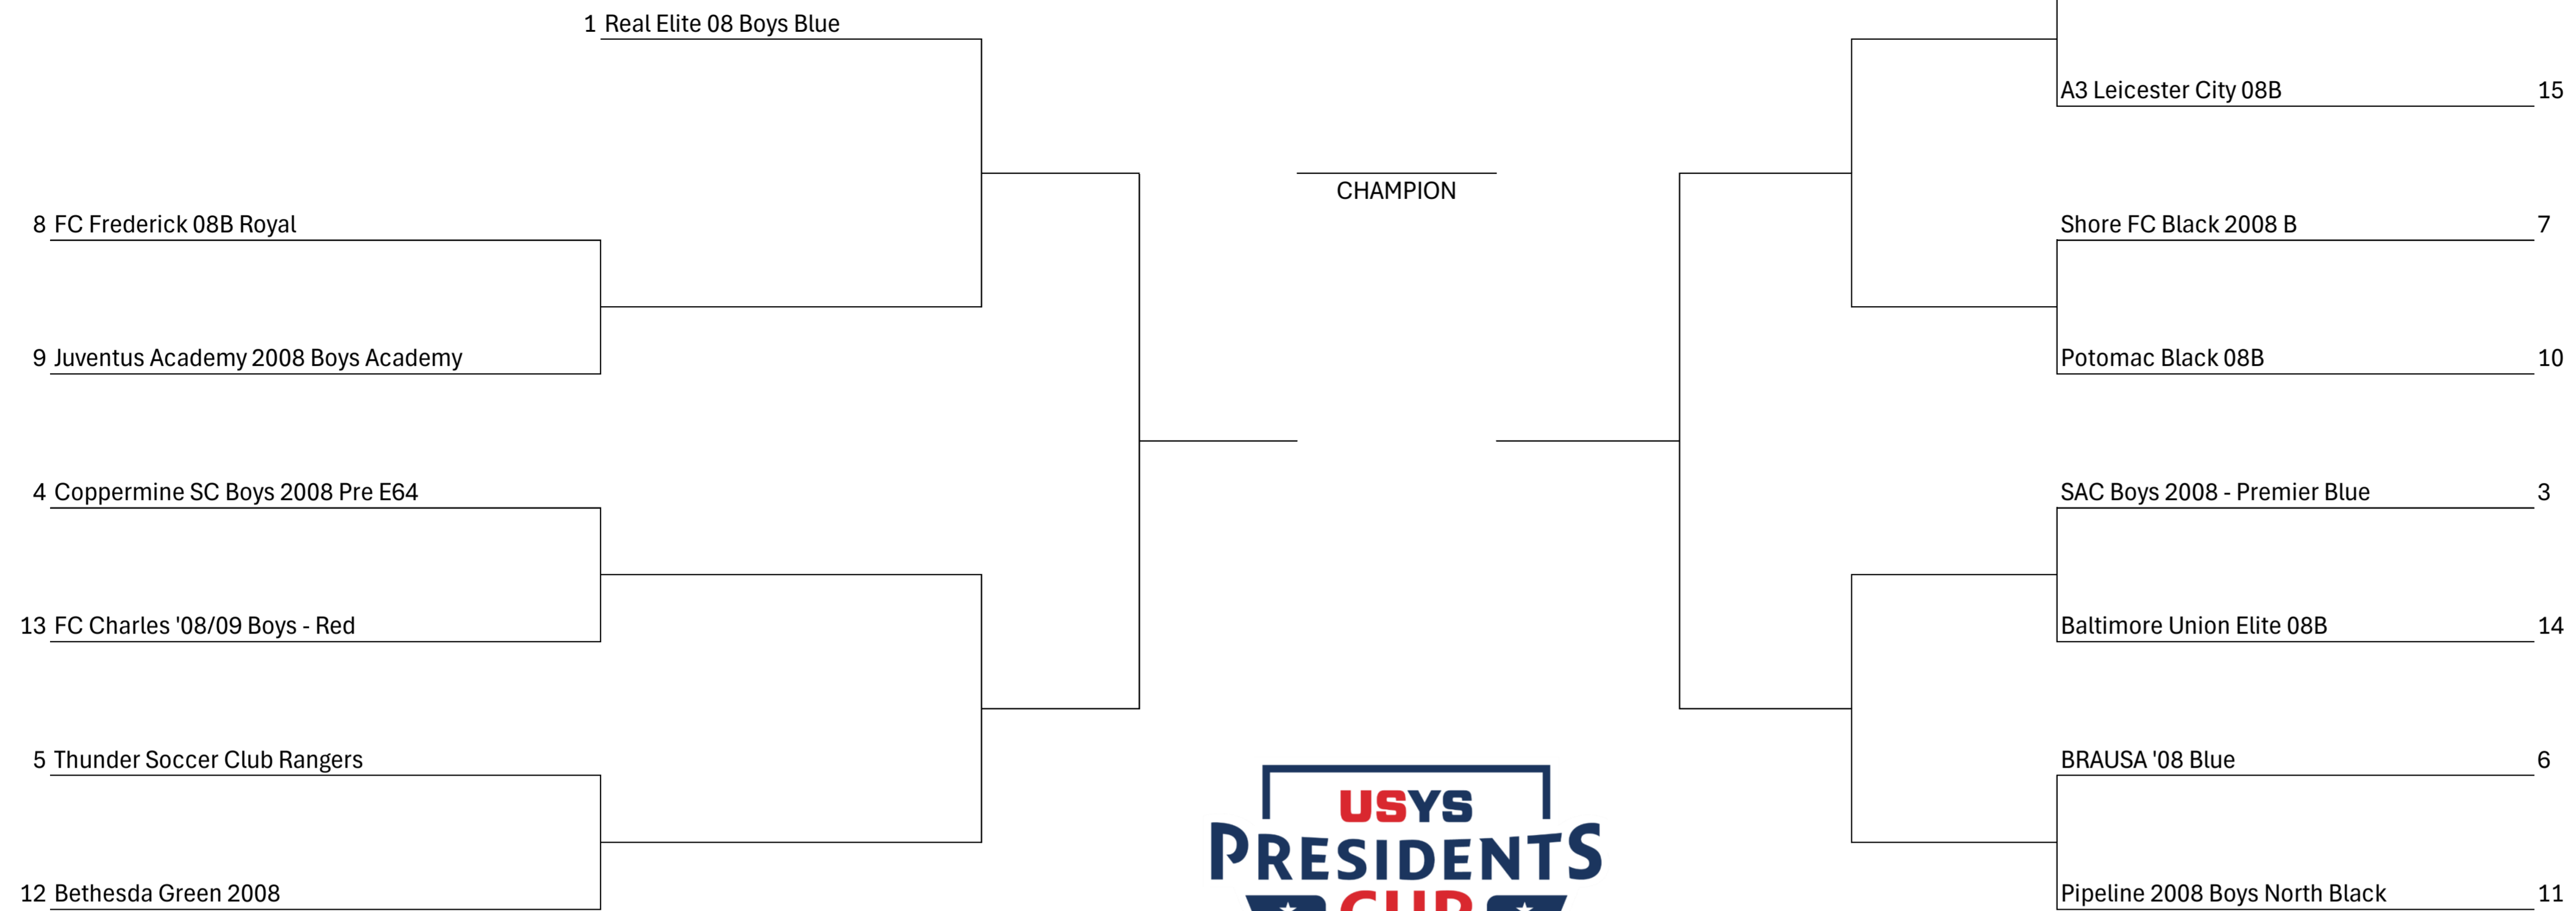 1 Real Elite 08 Boys Blue
A3 Leicester City 08B 15
CHAMPION
8 FC Frederick 08B Royal
Shore FC Black 2008 B 7
9 Juventus Academy 2008 Boys Academy
Potomac Black 08B 10
4 Coppermine SC Boys 2008 Pre E64
SAC Boys 2008 - Premier Blue 3
13 FC Charles '08/09 Boys - Red
Baltimore Union Elite 08B 14
5 Thunder Soccer Club Rangers
BRAUSA '08 Blue 6
USYS
PRESIDENTS
CUP
12 Bethesda Green 2008
Pipeline 2008 Boys North Black 11